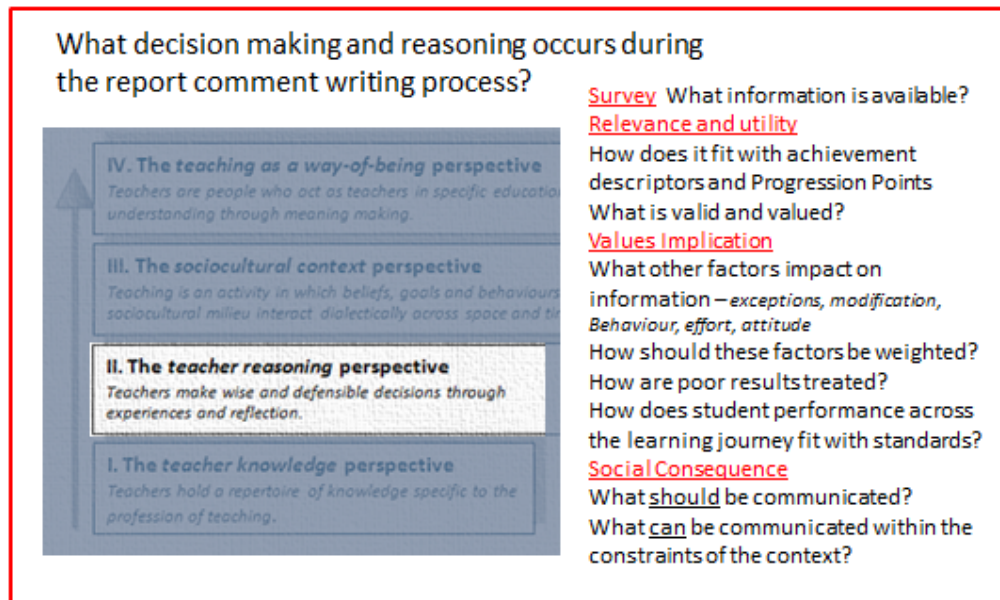 What decision making and reasoning occurs during
the report comment writing process?
IV. The teaching as a way-of-being perspective
Teachers are people who act as teachers in specific educatio
understanding through meaning making.
III. The sociocultural context perspective
Teaching is an activity in which beliefs, goals and behaviours
sociocultural milieu interact dialectically across space and tir
II. The teacher reasoning perspective
Teachers make wise and defensible decisions through
experiences and reflection.
I. The teacher knowledge perspective
Teachers hold a repertoire of knowledge specific to the
profession of teaching.
Survey What information is available?
Relevance and utility
How does it fit with achievement
descriptors and Progression Points
What is valid and valued?
Values Implication
What other factors impact on
information – exceptions, modification,
Behaviour, effort, attitude
How should these factors be weighted?
How are poor results treated?
How does student performance across
the learning journey fit with standards?
Social Consequence
What should be communicated?
What can be communicated within the
constraints of the context?